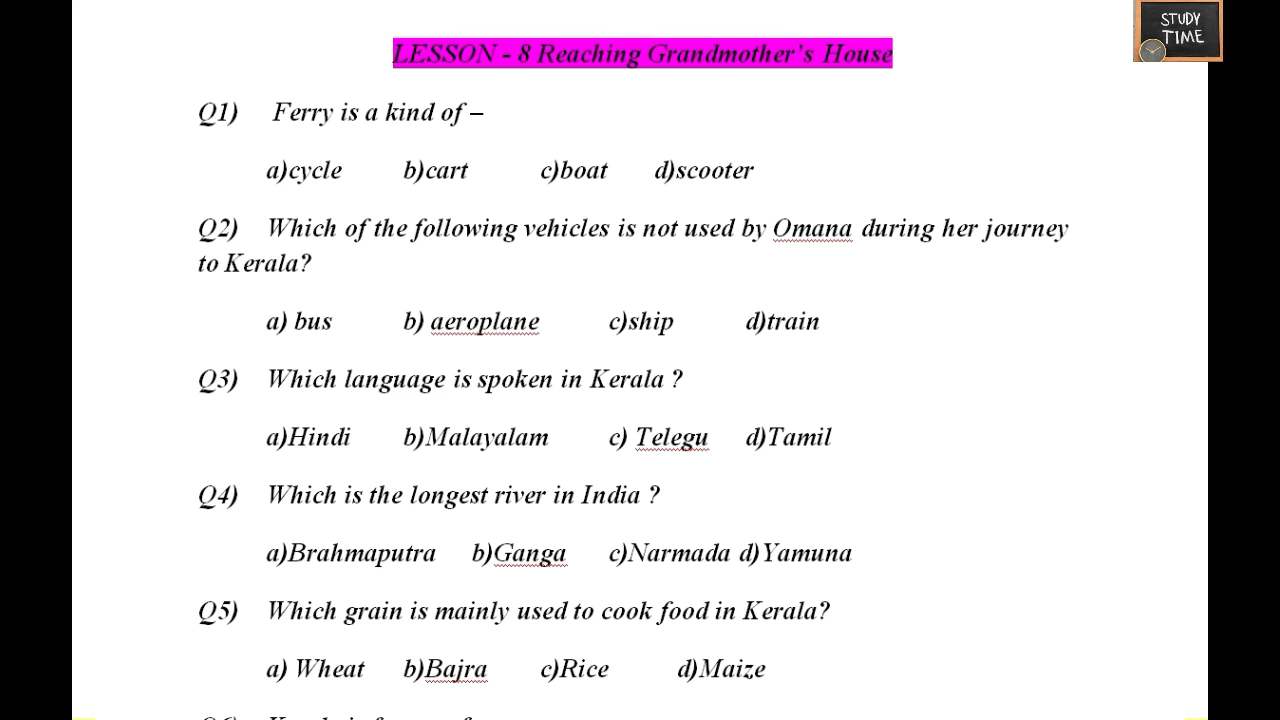 STUDY
TIME
LESSON - 8 Reaching Grandmother's House
Q1) Ferry is a kind of –
a)cycle b)cart c)boat d)scooter
Q2) Which of the following vehicles is not used by Omana during her journey
to Kerala?
a) bus b) aeroplane c)ship d)train
Q3) Which language is spoken in Kerala ?
a)Hindi b)Malayalam c) Telegu d)Tamil
Q4) Which is the longest river in India ?
a)Brahmaputra b)Ganga c)Narmada d)Yamuna
Q5) Which grain is mainly used to cook food in Kerala?
a) Wheat b)Bajra c)Rice d)Maize